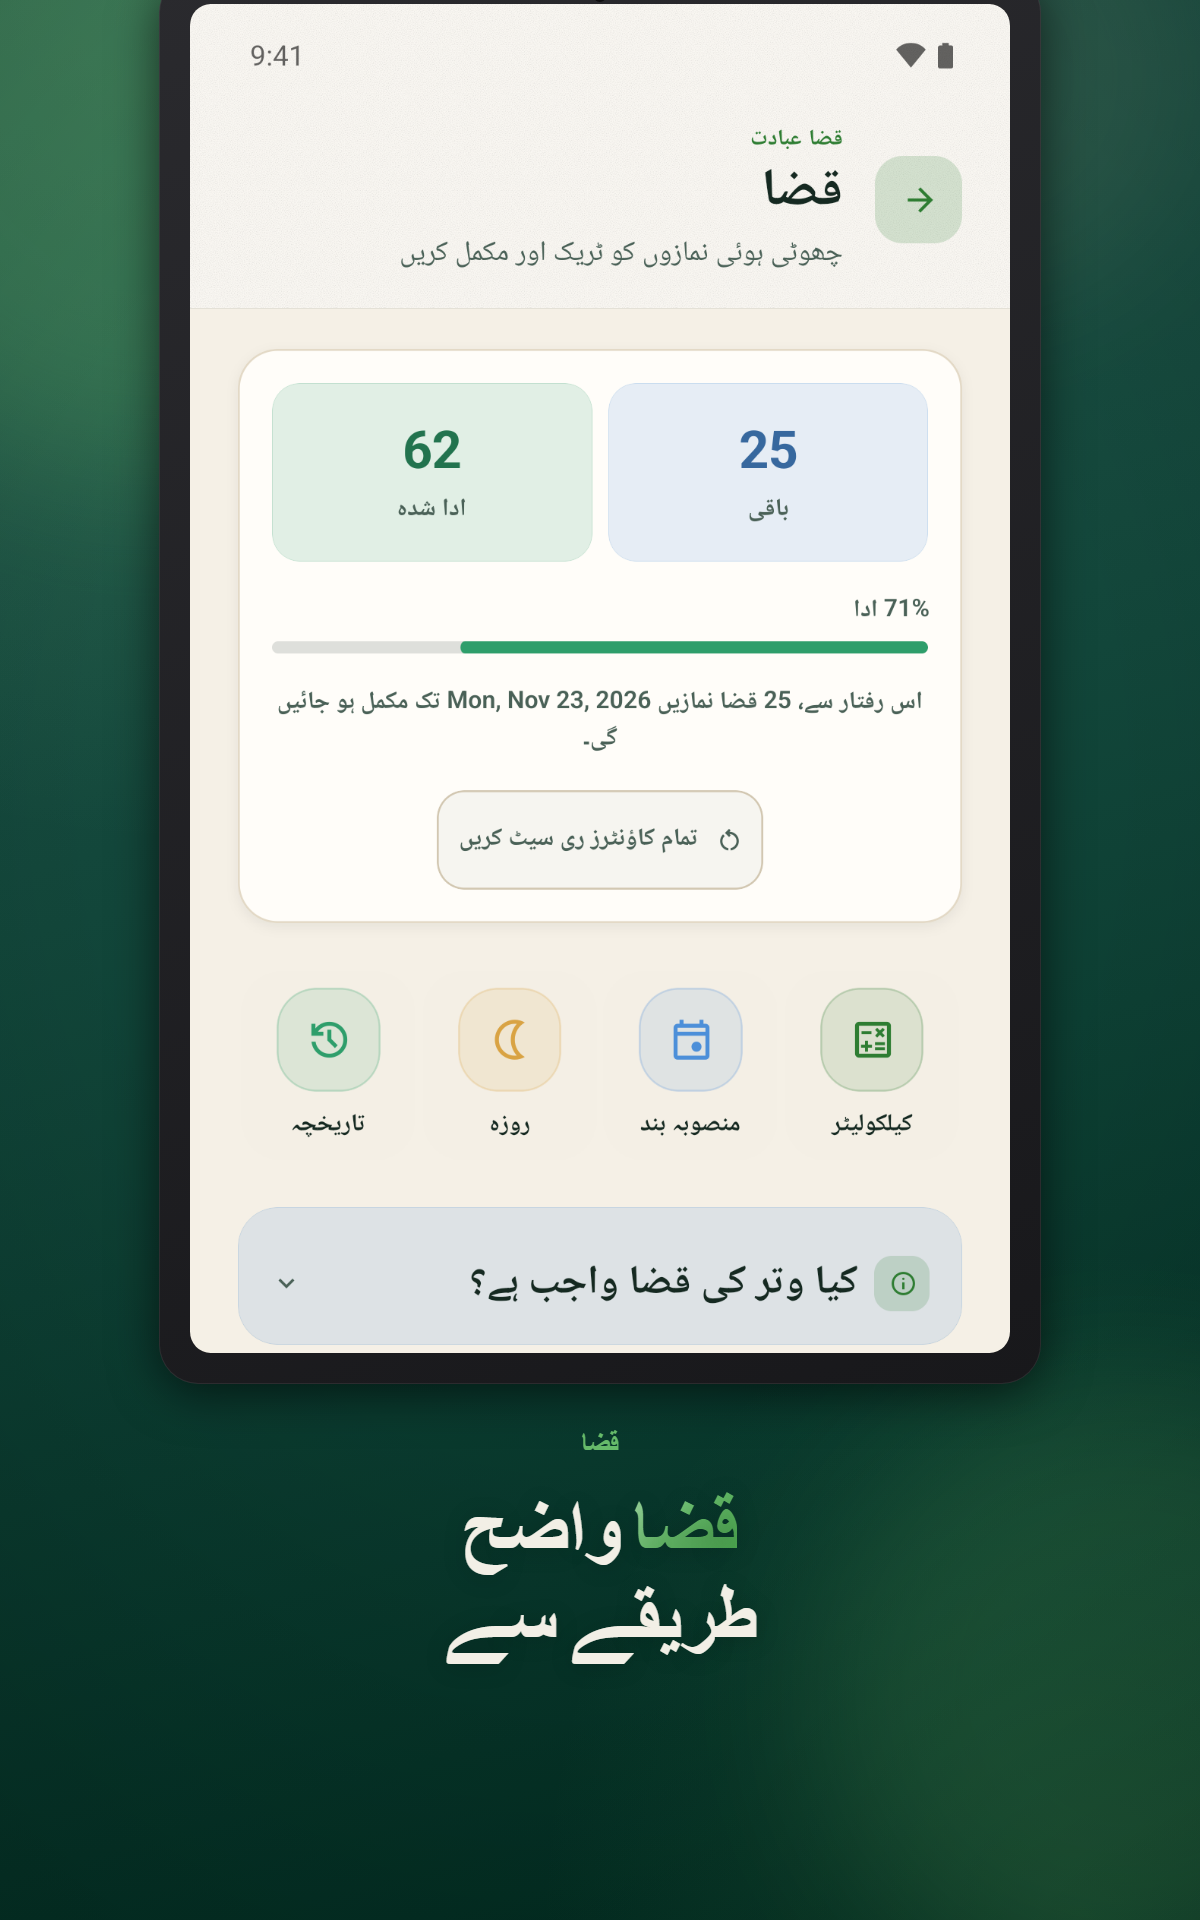 9:41
قضا عبادت
قضا
چھوٹی ہوئی نمازوں کو ٹریک اور مکمل کریں
25
باقی
62
ادا شدہ
71% ادا
اس رفتار سے، 25 قضا نمازیں Mon, Nov 23, 2026 تک مکمل ہو جائیں
گی۔
تمام کاؤنٹرز ری سیٹ کریں
کیلکولیٹر
منصوبہ بند
روزہ
تاریخچہ
کیا وتر کی قضا واجب ہے؟
قضا
قضا واضح
طریقے سے